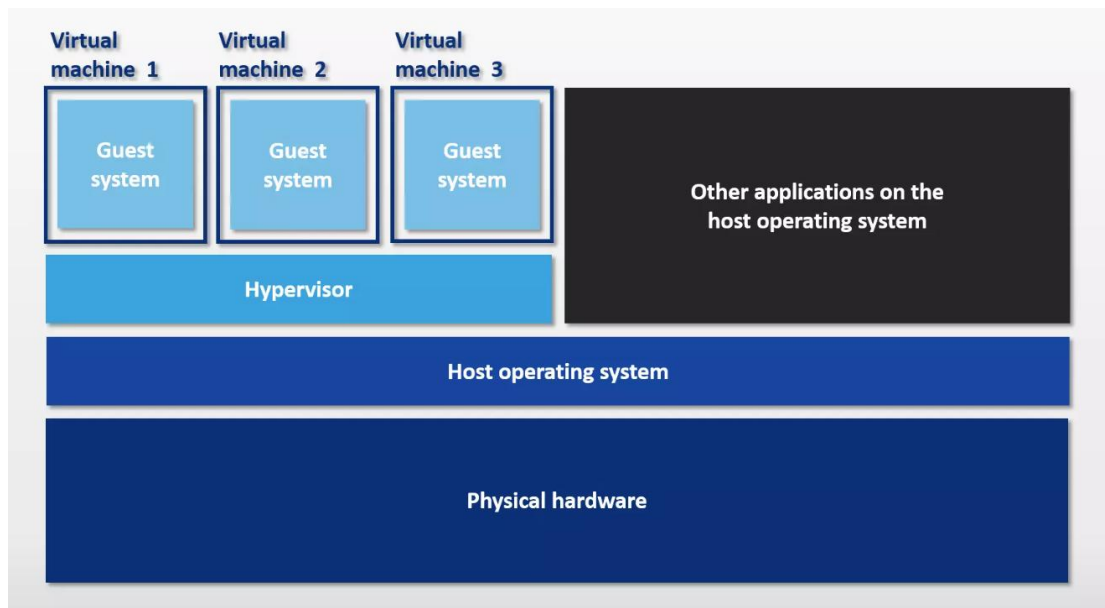 Virtual
machine 1
Virtual
machine 2
Virtual
machine 3
Guest
system
Guest
system
Guest
system
Other applications on the
host operating system
Hypervisor
Host operating system
Physical hardware